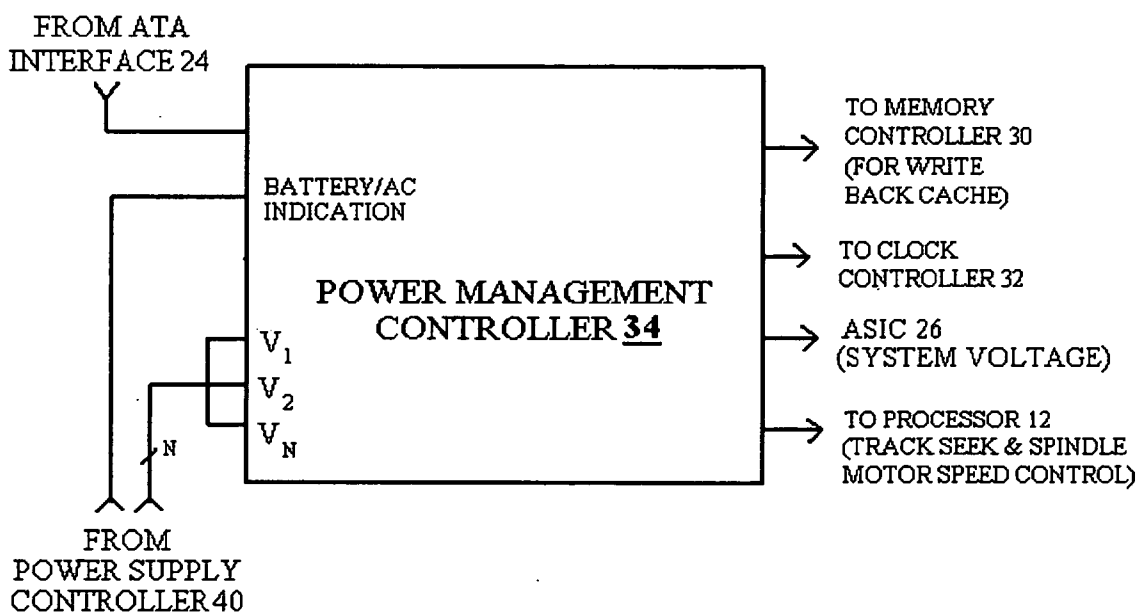 FROM ATA
INTERFACE 24
BATTERY/AC
INDICATION
POWER MANAGEMENT
CONTROLLER 34
V1
V2
VN
N
FROM
POWER SUPPLY
CONTROLLER 40
TO MEMORY
CONTROLLER 30
(FOR WRITE
BACK CACHE)
TO CLOCK
CONTROLLER 32
ASIC 26
(SYSTEM VOLTAGE)
TO PROCESSOR 12
(TRACK SEEK & SPINDLE
MOTOR SPEED CONTROL)